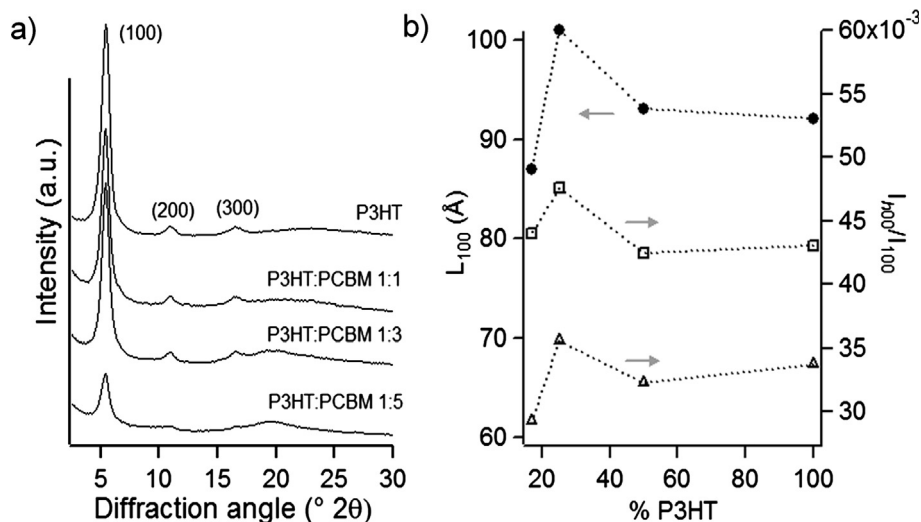 a)
(100)
(200)
(300)
P3HT
P3HT:PCBM 1:1
P3HT:PCBM 1:3
P3HT:PCBM 1:5
Intensity (a.u.)
5 10 15 20 25 30
Diffraction angle (° 2θ)
b)
100
90
80
70
60
L100 (Å)
60x10-3
55
50
45
40
35
30
Ih00/I100
20 40 60 80 100
% P3HT